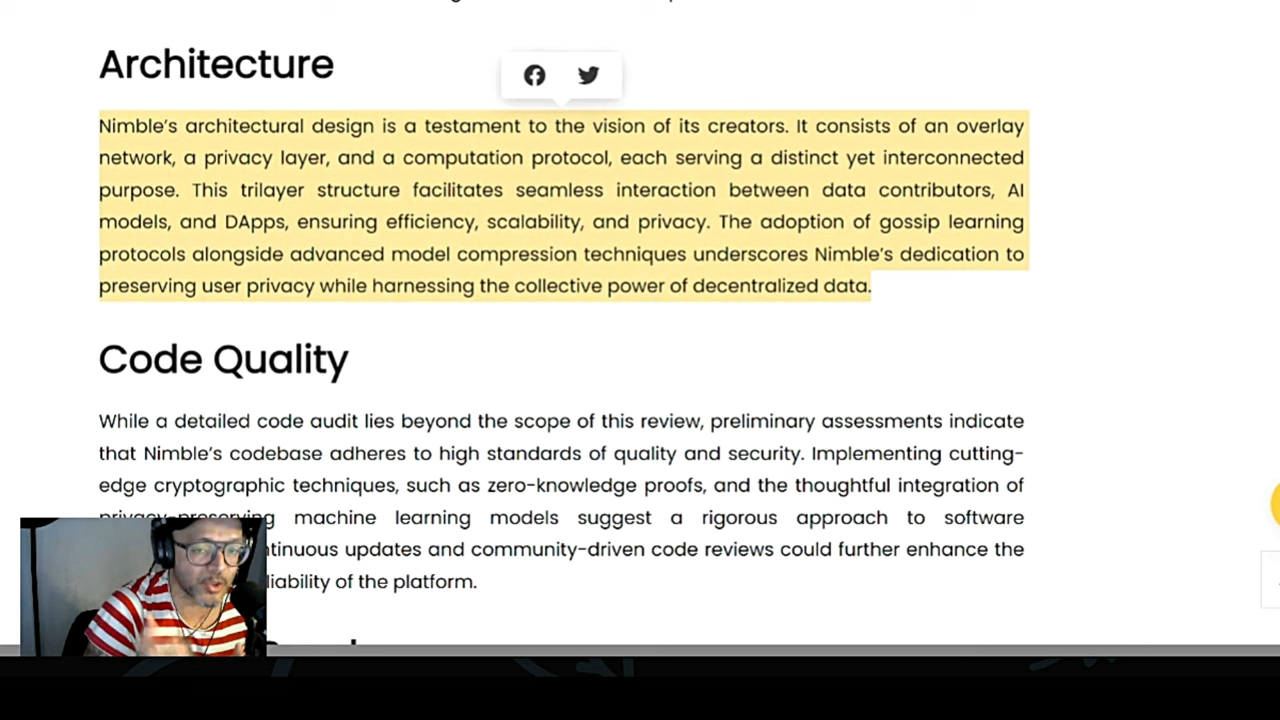 Architecture
Nimble's architectural design is a testament to the vision of its creators. It consists of an overlay
network, a privacy layer, and a computation protocol, each serving a distinct yet interconnected
purpose. This trilayer structure facilitates seamless interaction between data contributors, AI
models, and DApps, ensuring efficiency, scalability, and privacy. The adoption of gossip learning
protocols alongside advanced model compression techniques underscores Nimble's dedication to
preserving user privacy while harnessing the collective power of decentralized data.
Code Quality
While a detailed code audit lies beyond the scope of this review, preliminary assessments indicate
that Nimble's codebase adheres to high standards of quality and security. Implementing cutting-
edge cryptographic techniques, such as zero-knowledge proofs, and the thoughtful integration of
privacy-preserving machine learning models suggest a rigorous approach to software
updates and community-driven code reviews could further enhance the
of the platform.